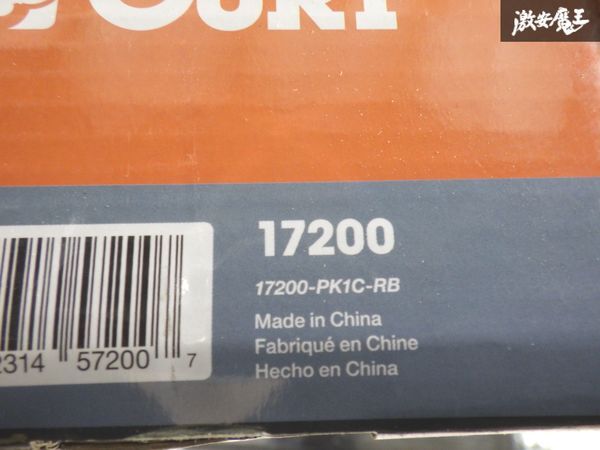 CURT
激安魔王
17200
17200-PK1C-RB
Made in China
Fabriqué en Chine
Hecho en China
2314 57200 7